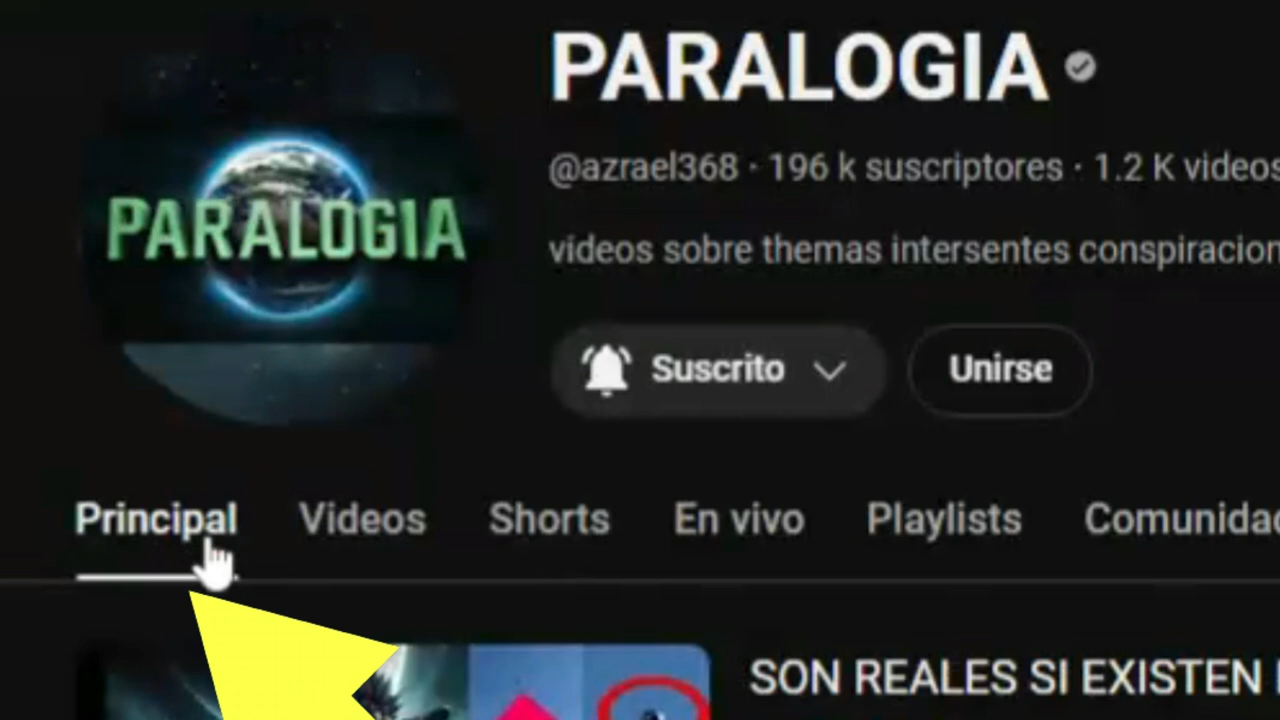 PARALOGIA
PARALOGIA
@azrael368 · 196 k suscriptores · 1.2 K videos
videos sobre themas intersentes conspiracion
Suscrito
Unirse
Principal Videos Shorts En vivo Playlists Comunidad
SON REALES SI EXISTEN